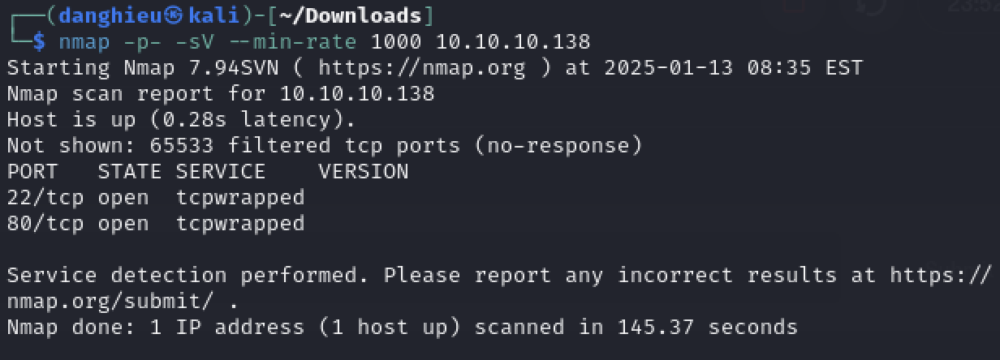 ┌──(danghieu㉿kali)-[~/Downloads]
└─$ nmap -p- -sV --min-rate 1000 10.10.10.138
Starting Nmap 7.94SVN ( https://nmap.org ) at 2025-01-13 08:35 EST
Nmap scan report for 10.10.10.138
Host is up (0.28s latency).
Not shown: 65533 filtered tcp ports (no-response)
PORT   STATE SERVICE    VERSION
22/tcp open  tcpwrapped
80/tcp open  tcpwrapped
Service detection performed. Please report any incorrect results at https://
nmap.org/submit/ .
Nmap done: 1 IP address (1 host up) scanned in 145.37 seconds